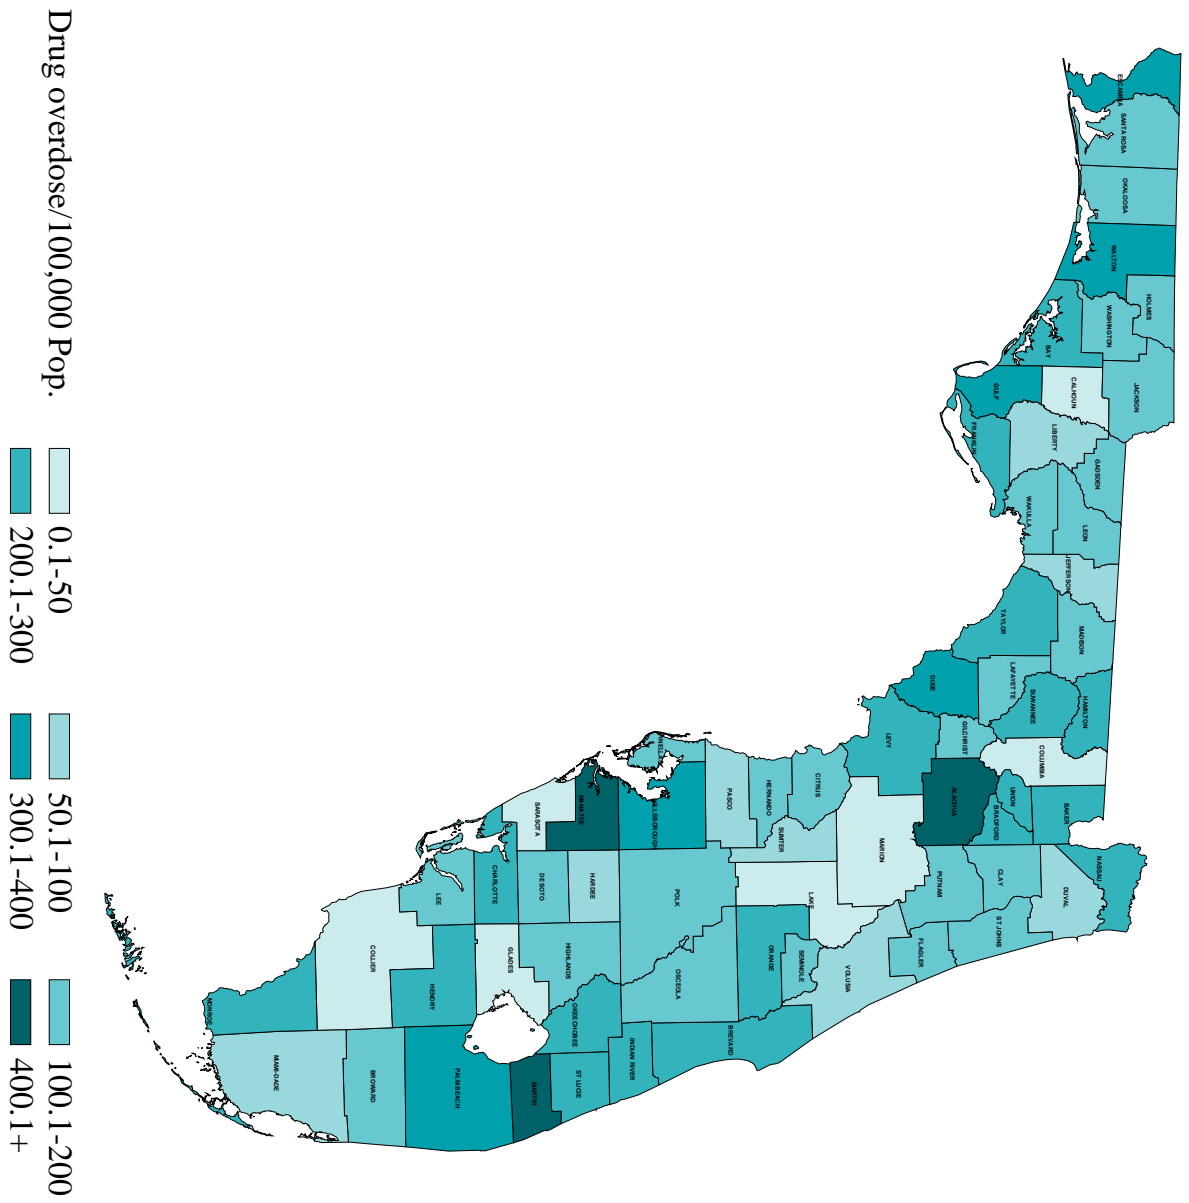 ESCAMBIA
SANTA ROSA
OKALOOSA
WALTON
HOLMES
WASHINGTON
BAY
JACKSON
CALHOUN
GULF
LIBERTY
GADSDEN
FRANKLIN
WAKULLA
LEON
JEFFERSON
MADISON
TAYLOR
HAMILTON
SUWANNEE
LAFAYETTE
DIXIE
COLUMBIA
BAKER
NASSAU
DUVAL
UNION
BRADFORD
CLAY
ST JOHNS
GILCHRIST
ALACHUA
PUTNAM
FLAGLER
LEVY
MARION
VOLUSIA
CITRUS
SUMTER
LAKE
HERNANDO
SEMINOLE
ORANGE
PASCO
BREVARD
NELL
ILLSBOROUGH
POLK
OSCEOLA
INDIAN RIVER
MANATEE
HARDEE
HIGHLANDS
OKEECHOBEE
ST LUCIE
SARASOTA
DESOTO
MARTIN
CHARLOTTE
GLADES
LEE
HENDRY
PALM BEACH
COLLIER
BROWARD
MONROE
MIAMI-DADE
Drug overdose/100,000 Pop.
0.1-50
50.1-100
100.1-200
200.1-300
300.1-400
400.1+